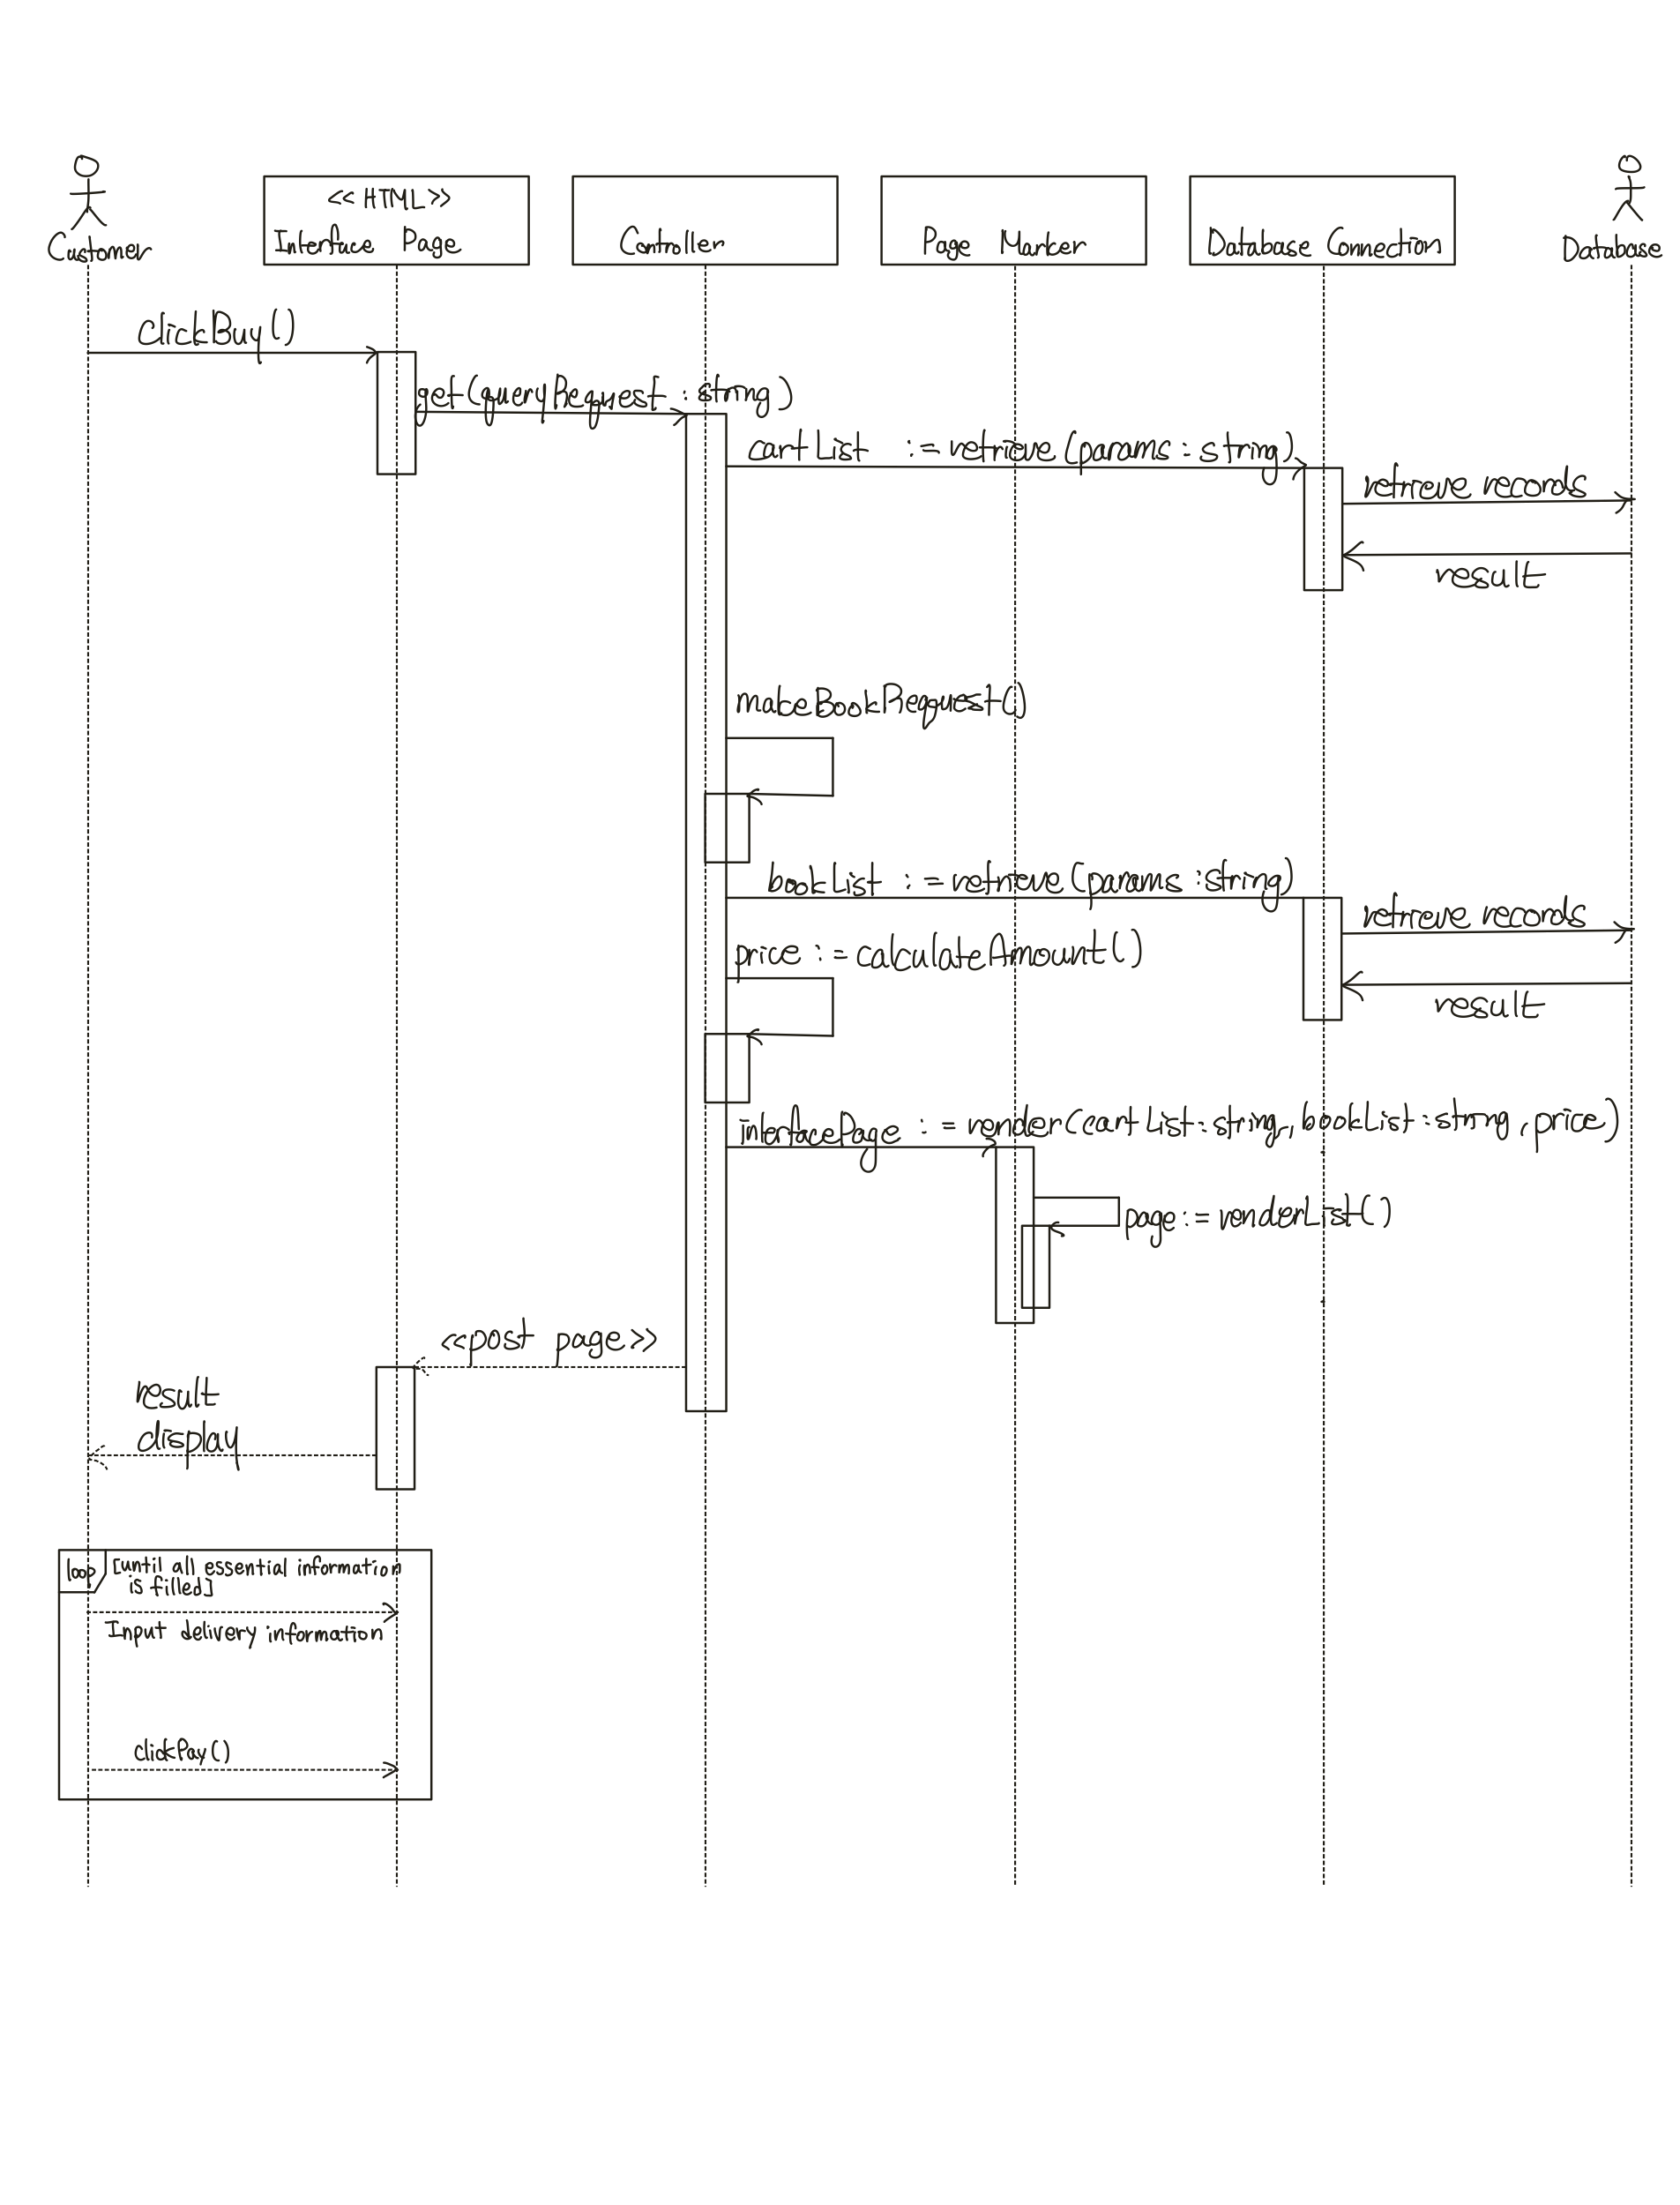 Customer
<< HTML >>
Interface Page
Controller
Page Marker
Database Connection
Database
clickBuy()
get(queryRequest : string)
cartList := retrieve (params : string)
retrieve records
result
makeBookRequest()
bookList := retrieve (params : string)
retrieve records
price := calculateAmount()
result
interfacePage := render(cartList : string, bookList : string, price)
page := renderList()
<<post page>>
result
display
loop
[until all essential information
is filled]
Input delivery information
clickPay()